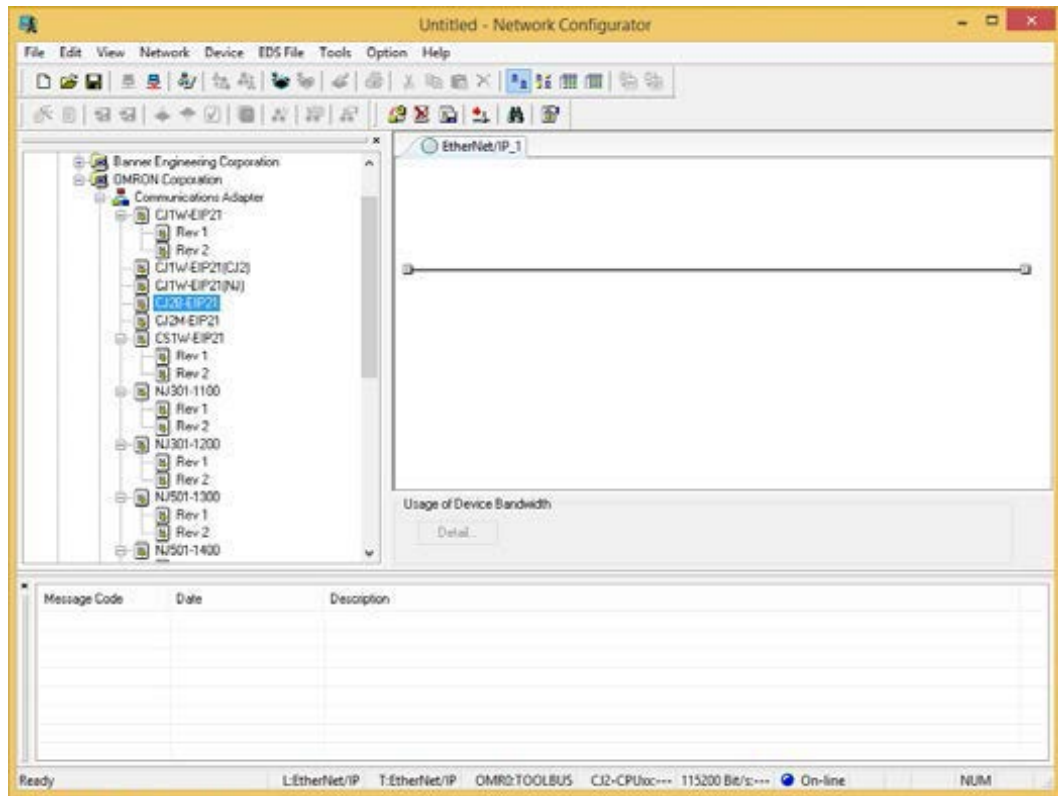 Untitled - Network Configurator
File Edit View Network Device EDS File Tools Option Help
EtherNet/IP_1
Banner Engineering Corporation
OMRON Corporation
Communications Adapter
CJ1W-EIP21
Rev 1
Rev 2
CJ1W-EIP21(CJ2)
CJ1W-EIP21(NJ)
CJ2B-EIP21
CJ2M-EIP21
CS1W-EIP21
Rev 1
Rev 2
NJ301-1100
Rev 1
Rev 2
NJ301-1200
Rev 1
Rev 2
NJ501-1300
Rev 1
Rev 2
NJ501-1400
Usage of Device Bandwidth
Detail...
Message Code Date Description
Ready L:EtherNet/IP T:EtherNet/IP OMR0:TOOLBUS 115200 Bit/s:--- On-line NUM